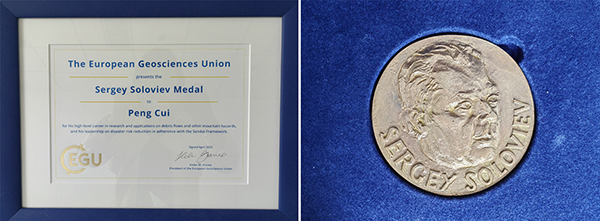 The European Geosciences Union
presents the
Sergey Soloviev Medal
to
Peng Cui
for his high-level career in research and applications on debris flows and other mountain hazards,
and his leadership on disaster risk reduction in adherence with the Sendai Framework.
EGU
President of the European Geosciences Union
SERGEY SOLOVIEV